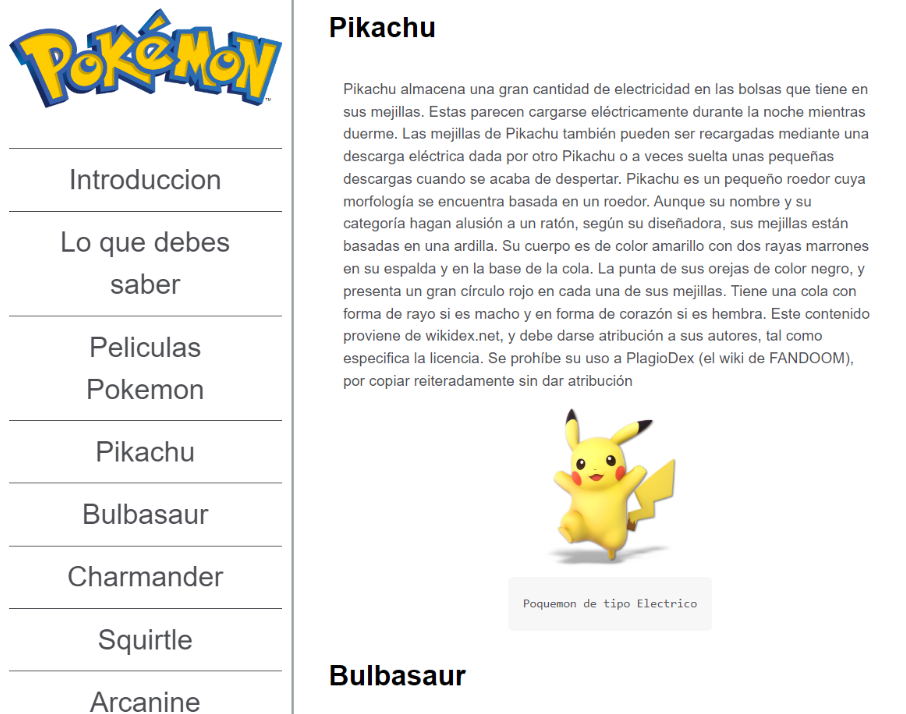 POKÉMON
TM
Introduccion
Lo que debes
saber
Peliculas
Pokemon
Pikachu
Bulbasaur
Charmander
Squirtle
Arcanine
Pikachu
Pikachu almacena una gran cantidad de electricidad en las bolsas que tiene en
sus mejillas. Estas parecen cargarse eléctricamente durante la noche mientras
duerme. Las mejillas de Pikachu también pueden ser recargadas mediante una
descarga eléctrica dada por otro Pikachu o a veces suelta unas pequeñas
descargas cuando se acaba de despertar. Pikachu es un pequeño roedor cuya
morfología se encuentra basada en un roedor. Aunque su nombre y su
categoría hagan alusión a un ratón, según su diseñadora, sus mejillas están
basadas en una ardilla. Su cuerpo es de color amarillo con dos rayas marrones
en su espalda y en la base de la cola. La punta de sus orejas de color negro, y
presenta un gran círculo rojo en cada una de sus mejillas. Tiene una cola con
forma de rayo si es macho y en forma de corazón si es hembra. Este contenido
proviene de wikidex.net, y debe darse atribución a sus autores, tal como
especifica la licencia. Se prohíbe su uso a PlagioDex (el wiki de FANDOOM),
por copiar reiteradamente sin dar atribución
Poquemon de tipo Electrico
Bulbasaur